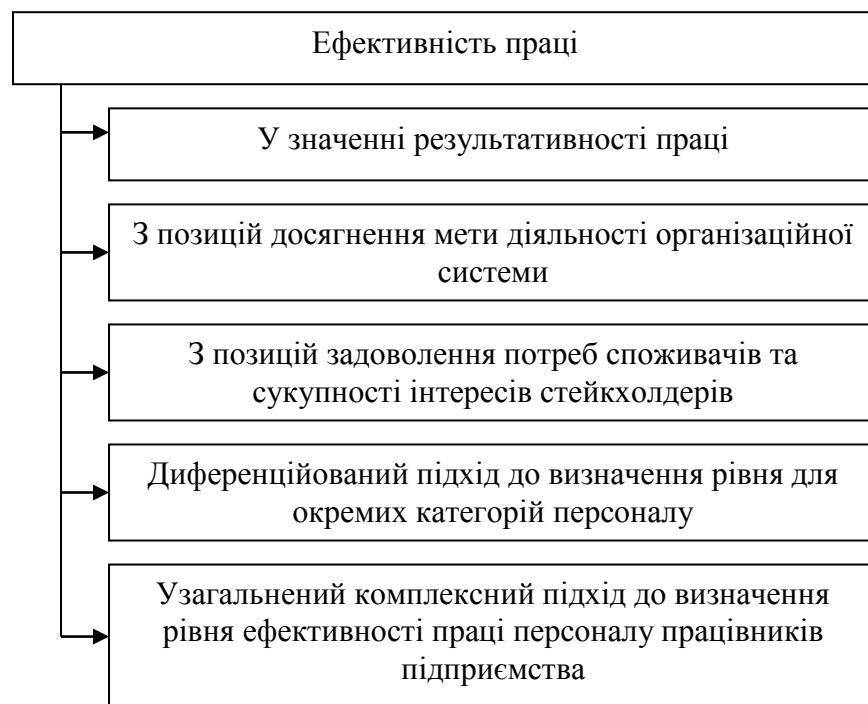 Ефективність праці
У значенні результативності праці
З позицій досягнення мети діяльності організаційної
системи
З позицій задоволення потреб споживачів та
сукупності інтересів стейкхолдерів
Диференційований підхід до визначення рівня для
окремих категорій персоналу
Узагальнений комплексний підхід до визначення
рівня ефективності праці персоналу працівників
підприємства